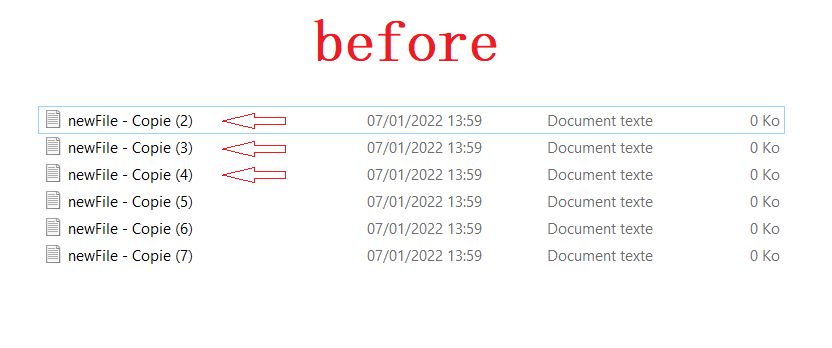 before
newFile - Copie (2) 07/01/2022 13:59 Document texte 0 Ko
newFile - Copie (3) 07/01/2022 13:59 Document texte 0 Ko
newFile - Copie (4) 07/01/2022 13:59 Document texte 0 Ko
newFile - Copie (5) 07/01/2022 13:59 Document texte 0 Ko
newFile - Copie (6) 07/01/2022 13:59 Document texte 0 Ko
newFile - Copie (7) 07/01/2022 13:59 Document texte 0 Ko